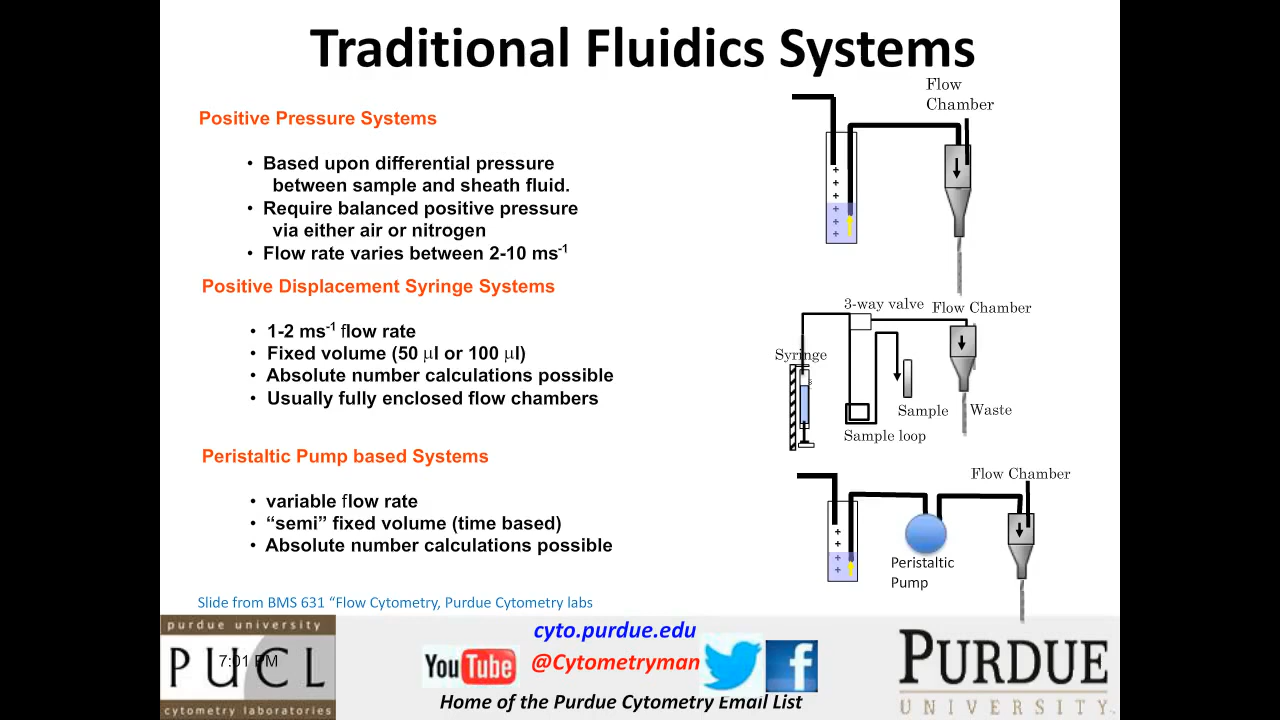 Traditional Fluidics Systems
Positive Pressure Systems
• Based upon differential pressure
between sample and sheath fluid.
• Require balanced positive pressure
via either air or nitrogen
• Flow rate varies between 2-10 ms-1
Positive Displacement Syringe Systems
• 1-2 ms-1 flow rate
• Fixed volume (50 μl or 100 μl)
• Absolute number calculations possible
• Usually fully enclosed flow chambers
Peristaltic Pump based Systems
• variable flow rate
• “semi” fixed volume (time based)
• Absolute number calculations possible
Flow
Chamber
+
+
+
+
+
+
3-way valve
Flow Chamber
Syringe
Sample
Waste
Sample loop
Flow Chamber
+
+
+
+
Peristaltic
Pump
Slide from BMS 631 “Flow Cytometry, Purdue Cytometry labs
purdue university
PUCL
7:01 PM
cytometry laboratories
cyto.purdue.edu
YouTube
@Cytometryman
f
Home of the Purdue Cytometry Email List
PURDUE
UNIVERSITY